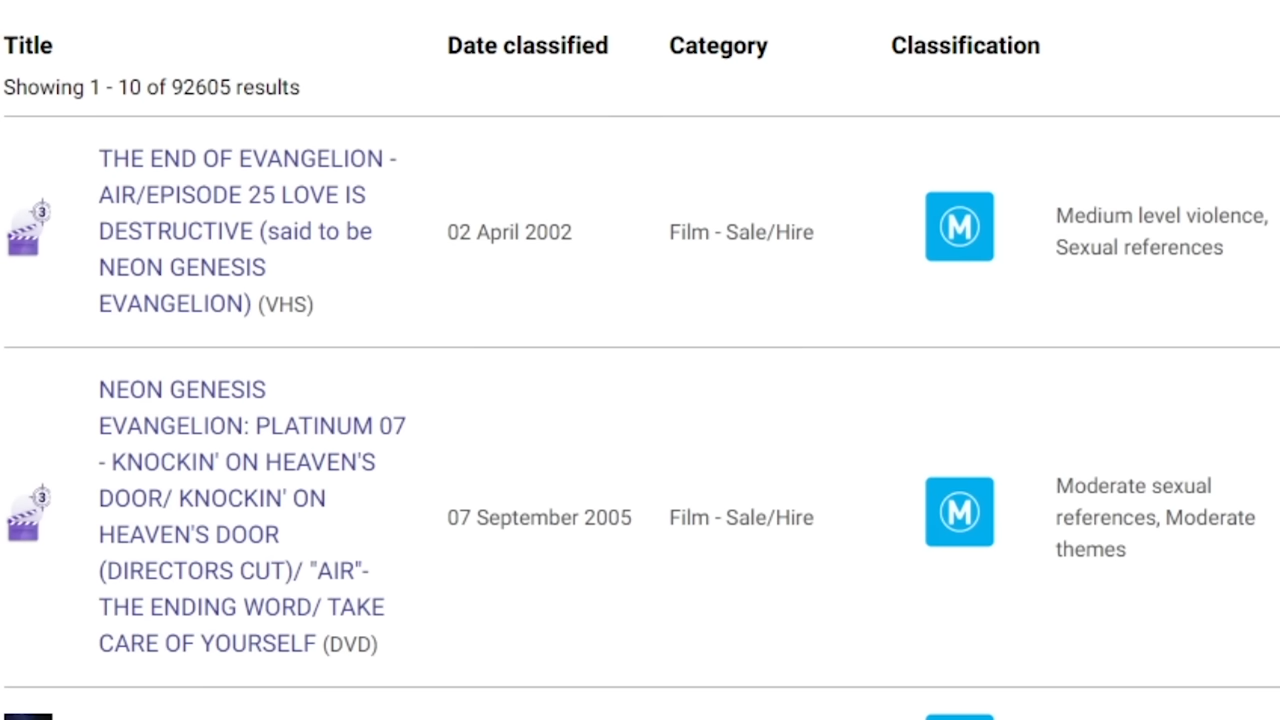 Title Date classified Category Classification
Showing 1 - 10 of 92605 results
3
THE END OF EVANGELION -
AIR/EPISODE 25 LOVE IS
DESTRUCTIVE (said to be
NEON GENESIS
EVANGELION) (VHS)
02 April 2002
Film - Sale/Hire
M
Medium level violence,
Sexual references
3
NEON GENESIS
EVANGELION: PLATINUM 07
- KNOCKIN' ON HEAVEN'S
DOOR/ KNOCKIN' ON
HEAVEN'S DOOR
(DIRECTORS CUT)/ "AIR"-
THE ENDING WORD/ TAKE
CARE OF YOURSELF (DVD)
07 September 2005
Film - Sale/Hire
M
Moderate sexual
references, Moderate
themes